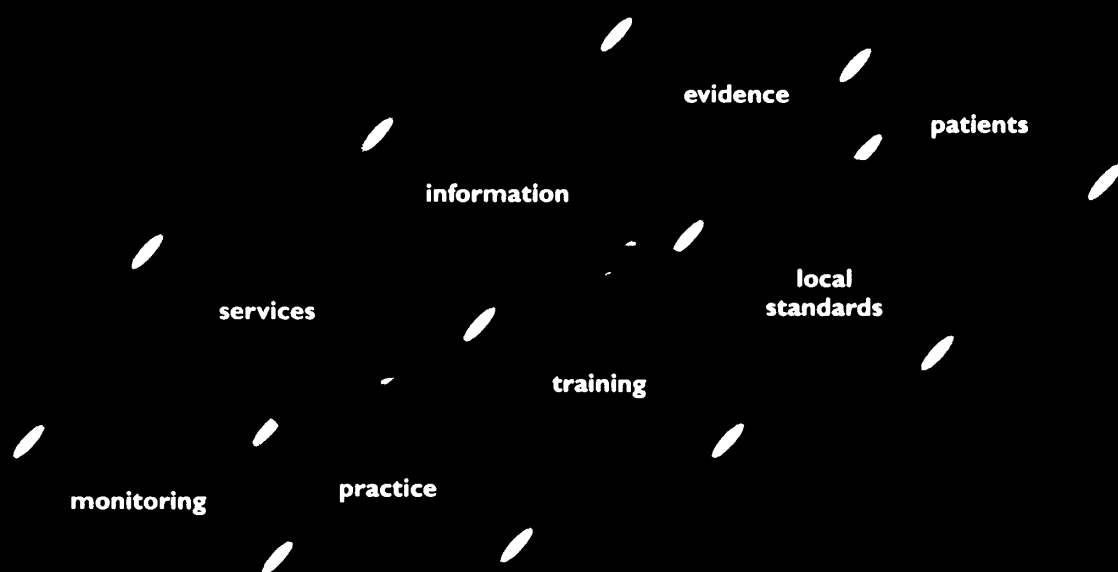 evidence
patients
information
local
standards
services
training
practice
monitoring